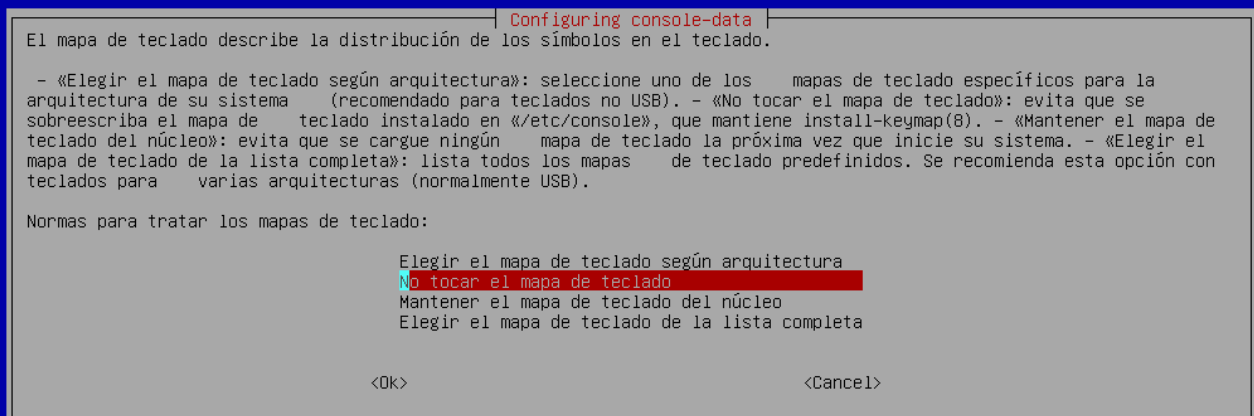 Configuring console-data
El mapa de teclado describe la distribución de los símbolos en el teclado.
– «Elegir el mapa de teclado según arquitectura»: seleccione uno de los    mapas de teclado específicos para la
arquitectura de su sistema    (recomendado para teclados no USB). – «No tocar el mapa de teclado»: evita que se
sobreescriba el mapa de    teclado instalado en «/etc/console», que mantiene install-keymap(8). – «Mantener el mapa de
teclado del núcleo»: evita que se cargue ningún    mapa de teclado la próxima vez que inicie su sistema. – «Elegir el
mapa de teclado de la lista completa»: lista todos los mapas    de teclado predefinidos. Se recomienda esta opción con
teclados para    varias arquitecturas (normalmente USB).
Normas para tratar los mapas de teclado:
Elegir el mapa de teclado según arquitectura
No tocar el mapa de teclado
Mantener el mapa de teclado del núcleo
Elegir el mapa de teclado de la lista completa
<Ok> <Cancel>